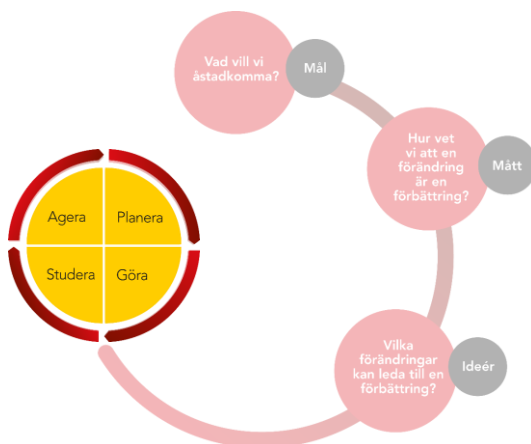 Vad vill vi
åstadkomma?
Mål
Hur vet
vi att en
förändring
är en
förbättring?
Mått
Vilka
förändringar
kan leda till en
förbättring?
Ideér
Agera
Planera
Studera
Göra